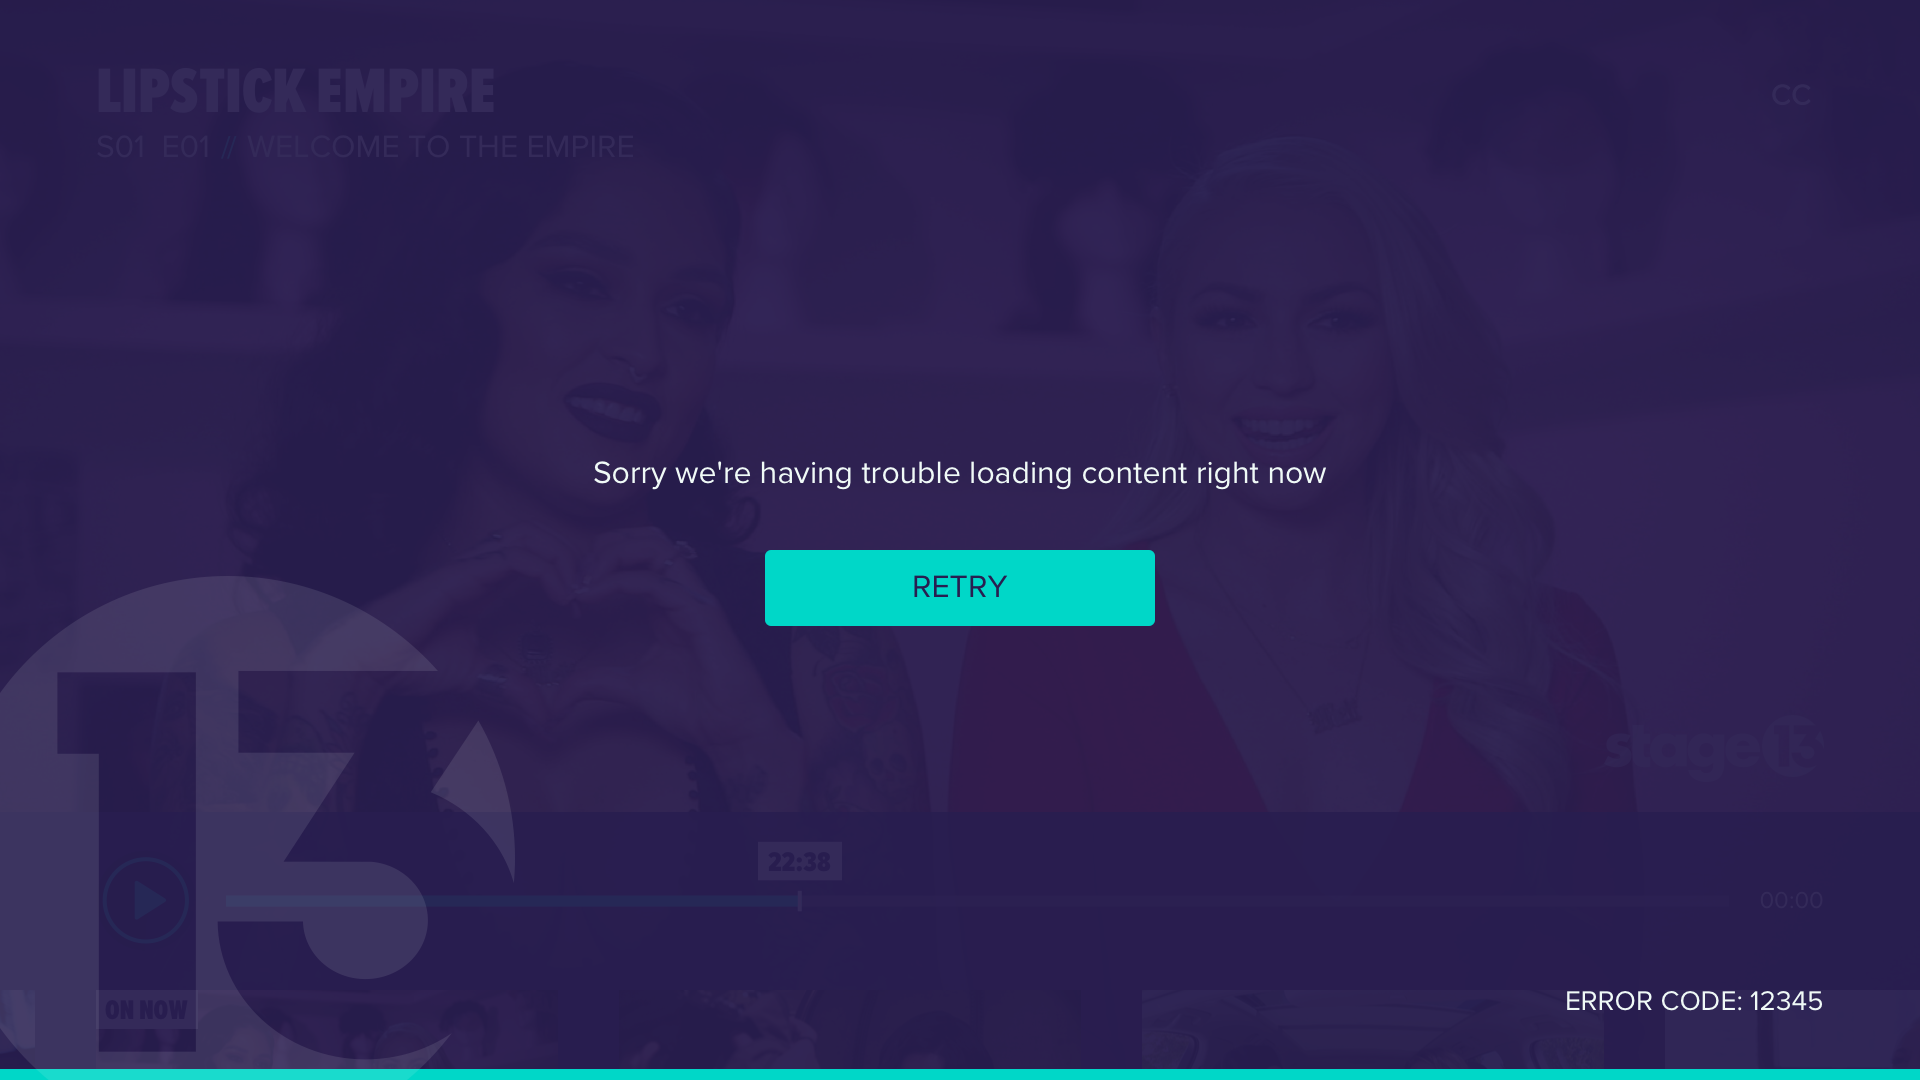 LIPSTICK EMPIRE
CC
S01 E01 // WELCOME TO THE EMPIRE
Sorry we're having trouble loading content right now
RETRY
13
stage13
22:38
00:00
ON NOW
ERROR CODE: 12345